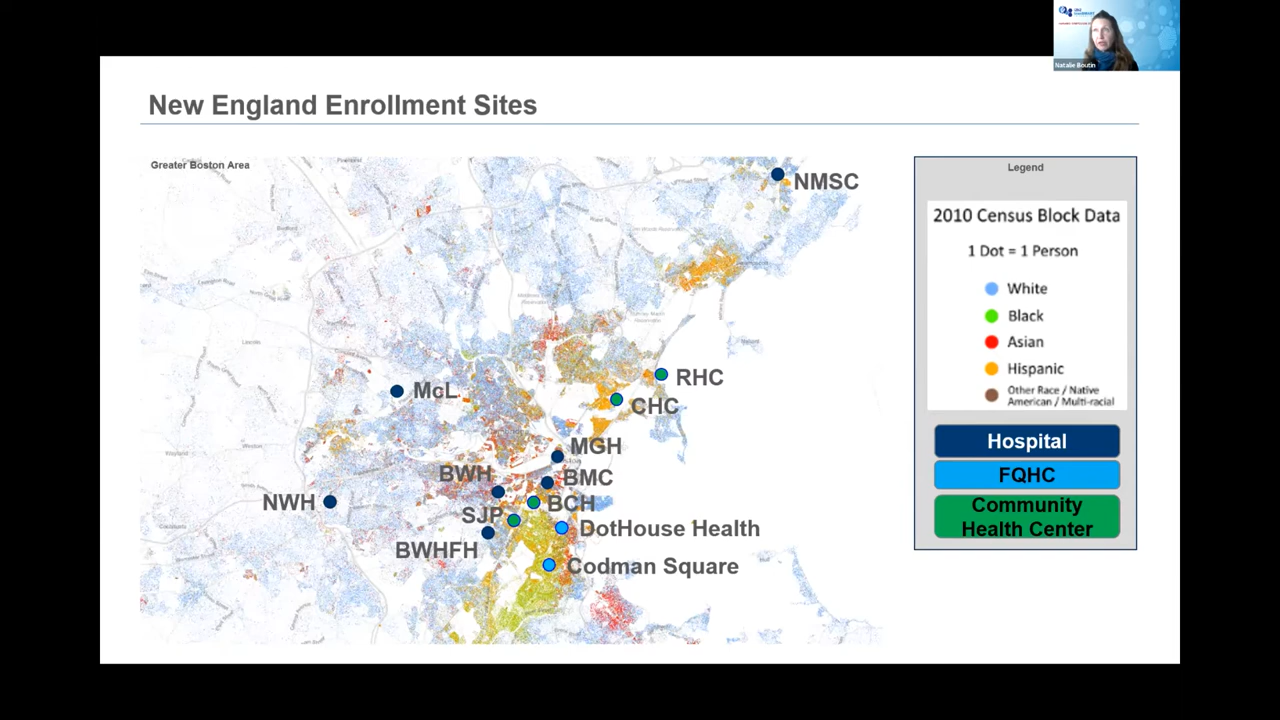 Natalie Boutin
New England Enrollment Sites
Greater Boston Area
NMSC
RHC
McL
CHC
MGH
BWH
BMC
NWH
BCH
SJP
DotHouse Health
BWHFH
Codman Square
Legend
2010 Census Block Data
1 Dot = 1 Person
White
Black
Asian
Hispanic
Other Race / Native
American / Multi-racial
Hospital
FQHC
Community
Health Center